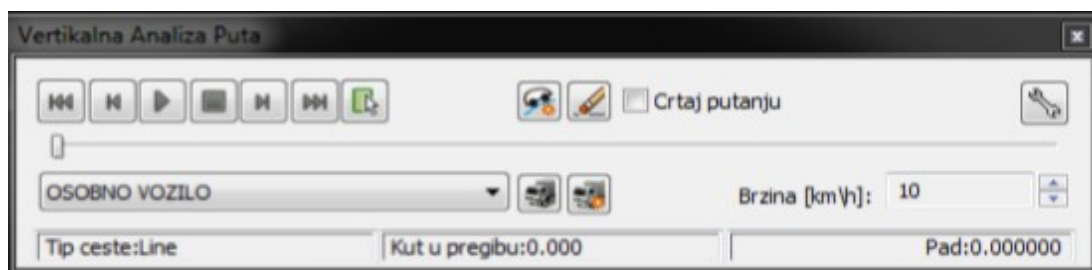 Vertikalna Analiza Puta
Crtaj putanju
OSOBNO VOZILO
Brzina [km\h]: 10
Tip ceste:Line
Kut u pregibu:0.000
Pad:0.000000